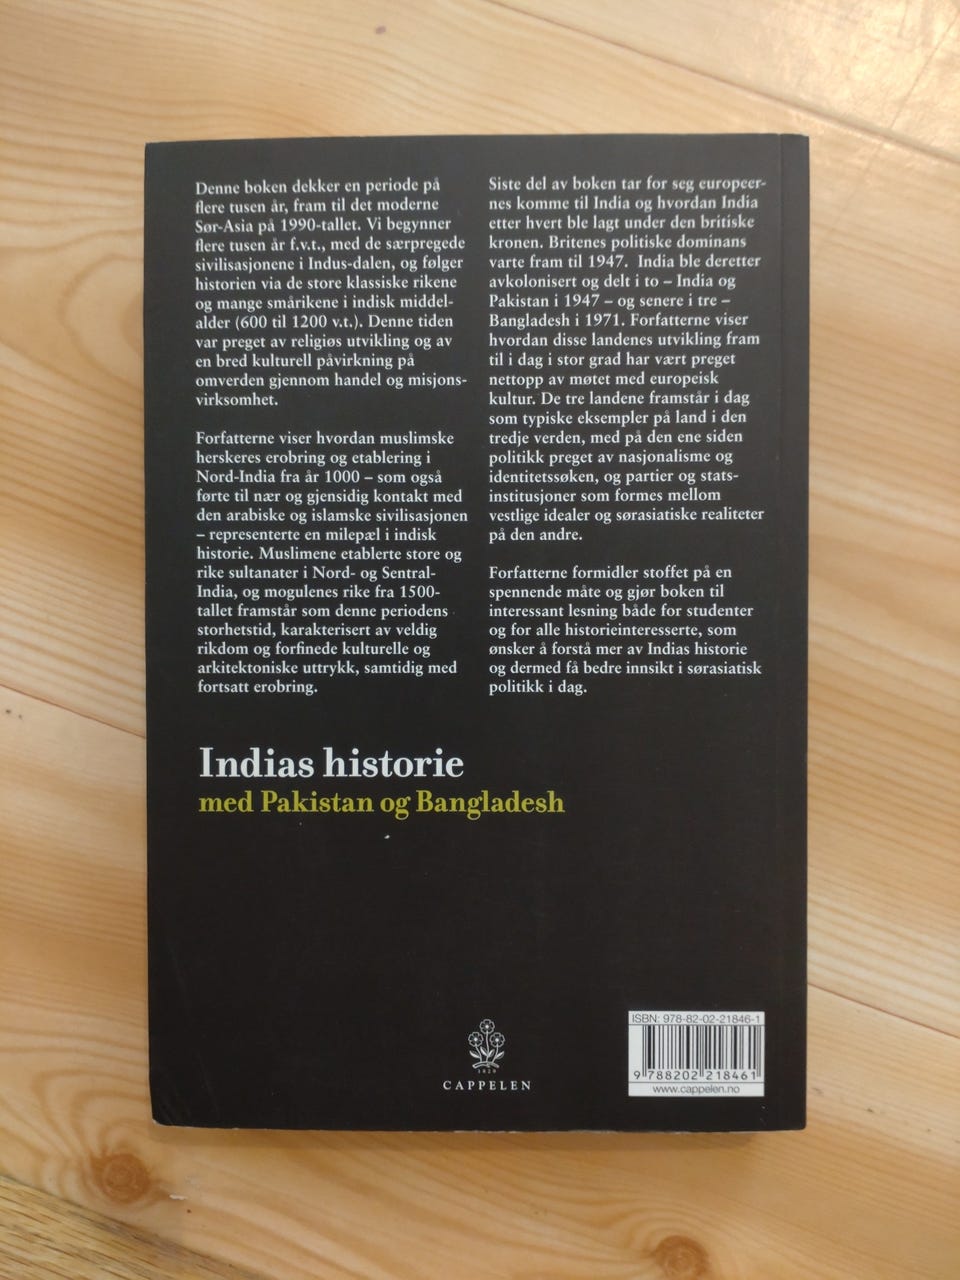 Denne boken dekker en periode på
flere tusen år, fram til det moderne
Sør-Asia på 1990-tallet. Vi begynner
flere tusen år f.v.t., med de særpregede
sivilisasjonene i Indus-dalen, og følger
historien via de store klassiske rikene
og mange smårikene i indisk middel-
alder (600 til 1200 v.t.). Denne tiden
var preget av religiøs utvikling og av
en bred kulturell påvirkning på
omverden gjennom handel og misjons-
virksomhet.
Forfatterne viser hvordan muslimske
herskeres erobring og etablering i
Nord-India fra år 1000 – som også
førte til nær og gjensidig kontakt med
den arabiske og islamske sivilisasjonen
– representerte en milepæl i indisk
historie. Muslimene etablerte store og
rike sultanater i Nord- og Sentral-
India, og mogulenes rike fra 1500-
tallet framstår som denne periodens
storhetstid, karakterisert av veldig
rikdom og forfinede kulturelle og
arkitektoniske uttrykk, samtidig med
fortsatt erobring.
Siste del av boken tar for seg europeer-
nes komme til India og hvordan India
etter hvert ble lagt under den britiske
kronen. Britenes politiske dominans
varte fram til 1947. India ble deretter
avkolonisert og delt i to – India og
Pakistan i 1947 – og senere i tre –
Bangladesh i 1971. Forfatterne viser
hvordan disse landenes utvikling fram
til i dag i stor grad har vært preget
nettopp av møtet med europeisk
kultur. De tre landene framstår i dag
som typiske eksempler på land i den
tredje verden, med på den ene siden
politikk preget av nasjonalisme og
identitetssøken, og partier og stats-
institusjoner som formes mellom
vestlige idealer og sørasiatiske realiteter
på den andre.
Forfatterne formidler stoffet på en
spennende måte og gjør boken til
interessant lesning både for studenter
og for alle historieinteresserte, som
ønsker å forstå mer av Indias historie
og dermed få bedre innsikt i sørasiatisk
politikk i dag.
Indias historie
med Pakistan og Bangladesh
1829
CAPPELEN
ISBN: 978-82-02-21846-1
9 788202 218461
www.cappelen.no